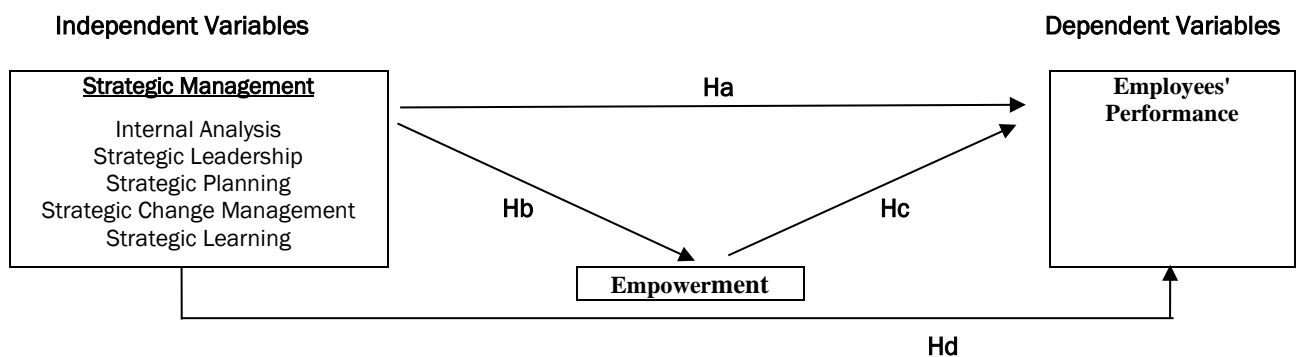 Independent Variables
Dependent Variables
Strategic Management
Internal Analysis
Strategic Leadership
Strategic Planning
Strategic Change Management
Strategic Learning
Ha
Employees'
Performance
Hb
Hc
Empowerment
Hd